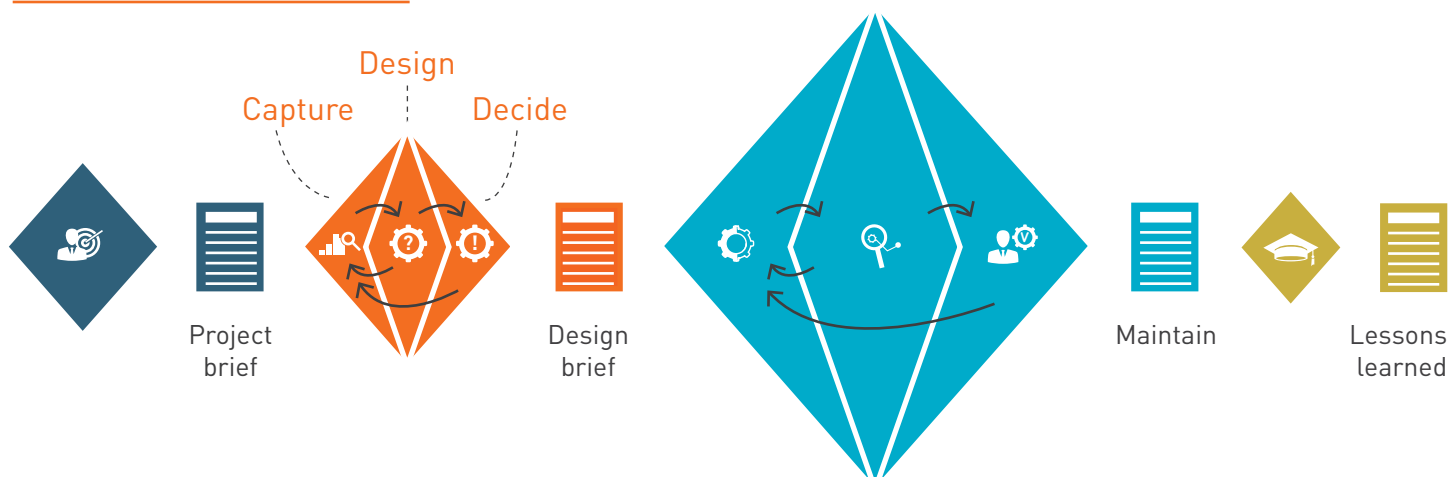 Design
Capture
Decide
?
!
V
Project
brief
Design
brief
Maintain
Lessons
learned